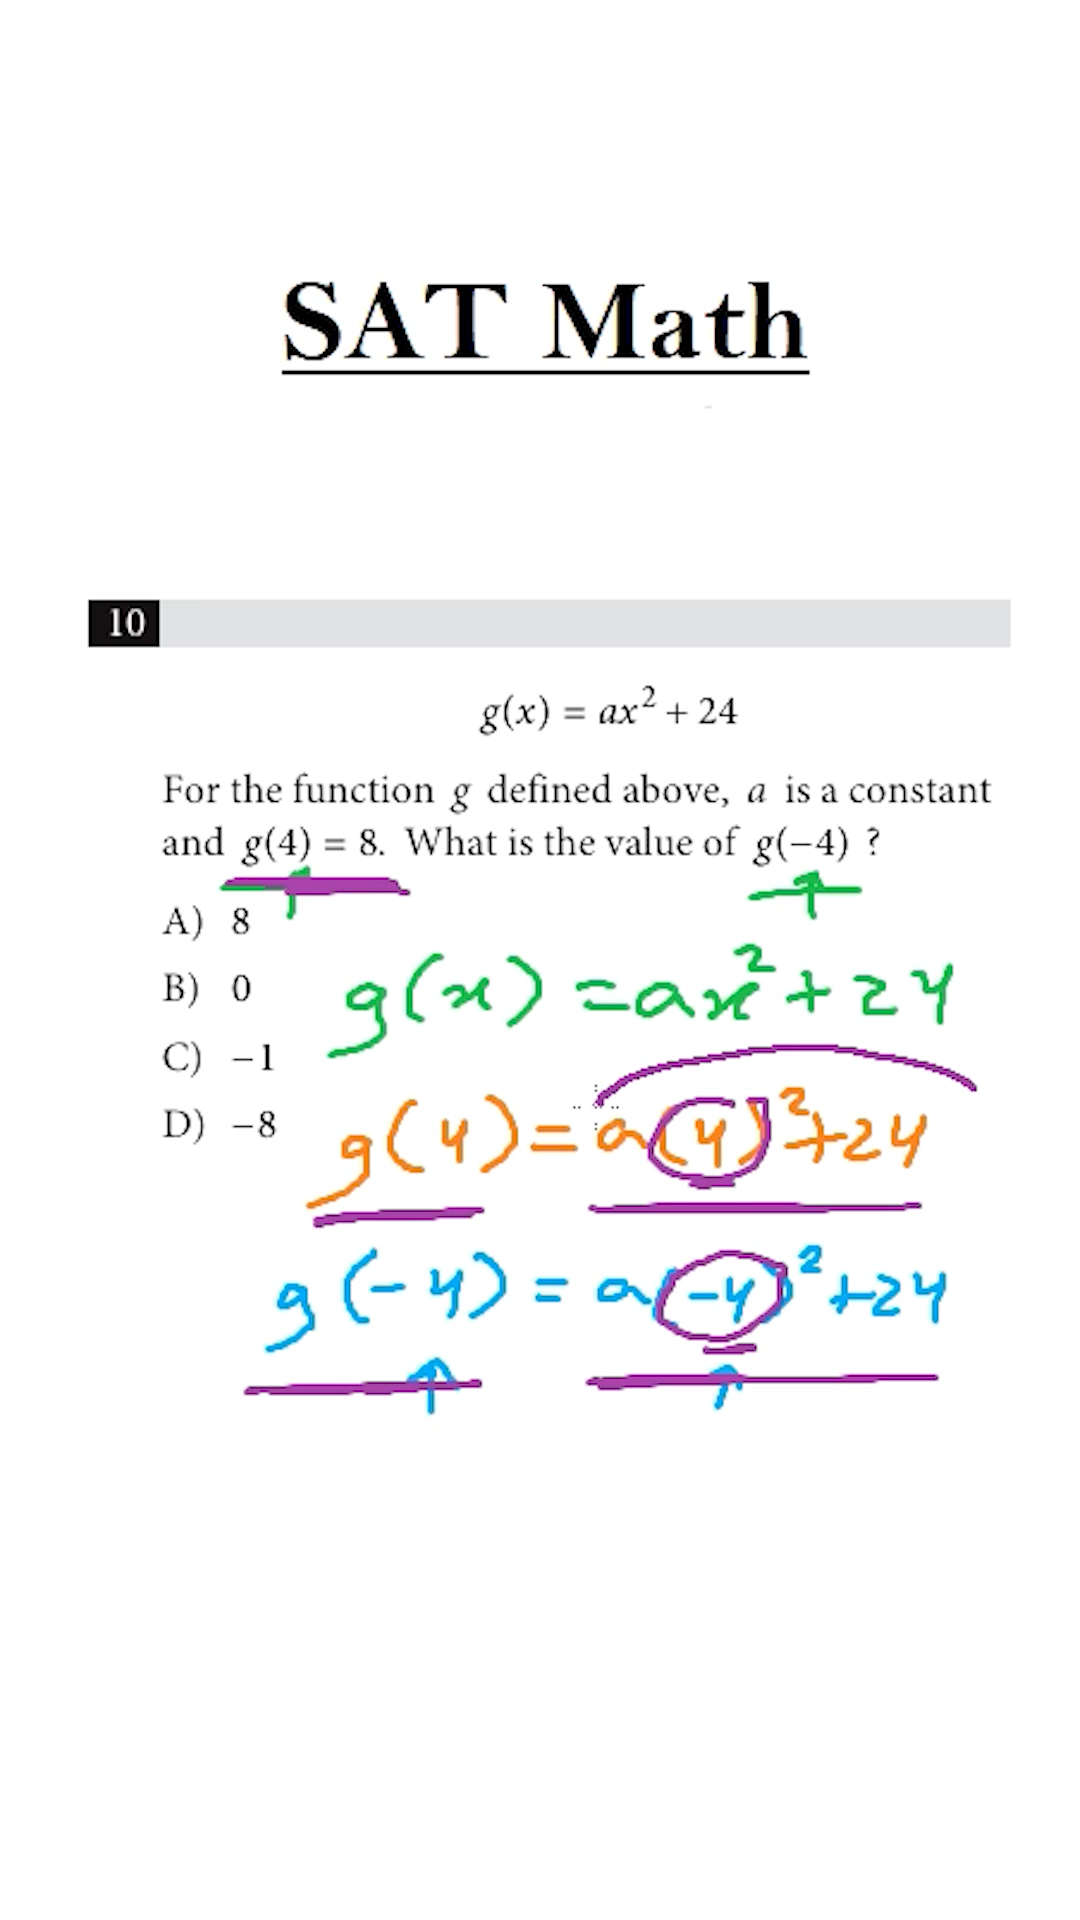 SAT Math
10
g(x) = ax² + 24
For the function g defined above, a is a constant
and g(4) = 8. What is the value of g(−4) ?
A) 8
B) 0
C) −1
D) −8
g(x) = ax² + 24
g(4) = a(4)² + 24
g(-4) = a(-4)² + 24